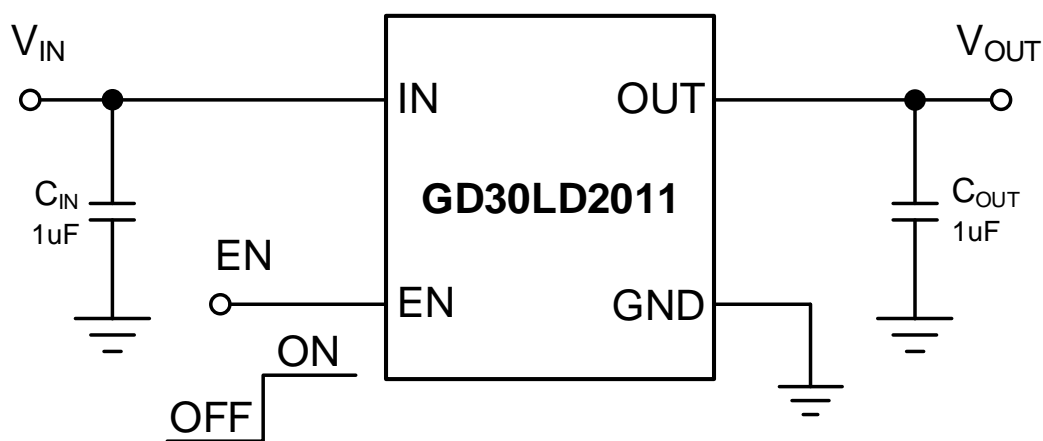 VIN
VOUT
IN
OUT
GD30LD2011
CIN
1uF
COUT
1uF
EN
EN
GND
ON
OFF